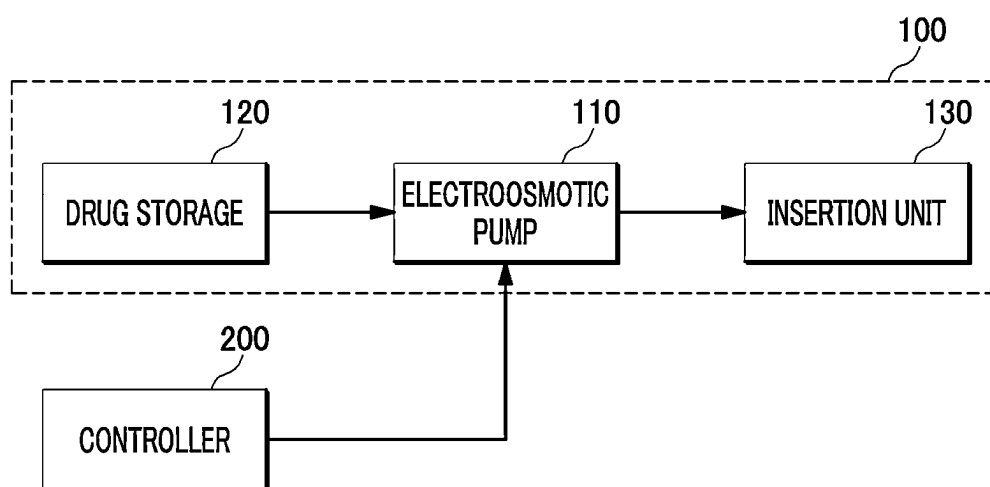 100
120
110
130
DRUG STORAGE
ELECTROOSMOTIC
PUMP
INSERTION UNIT
200
CONTROLLER